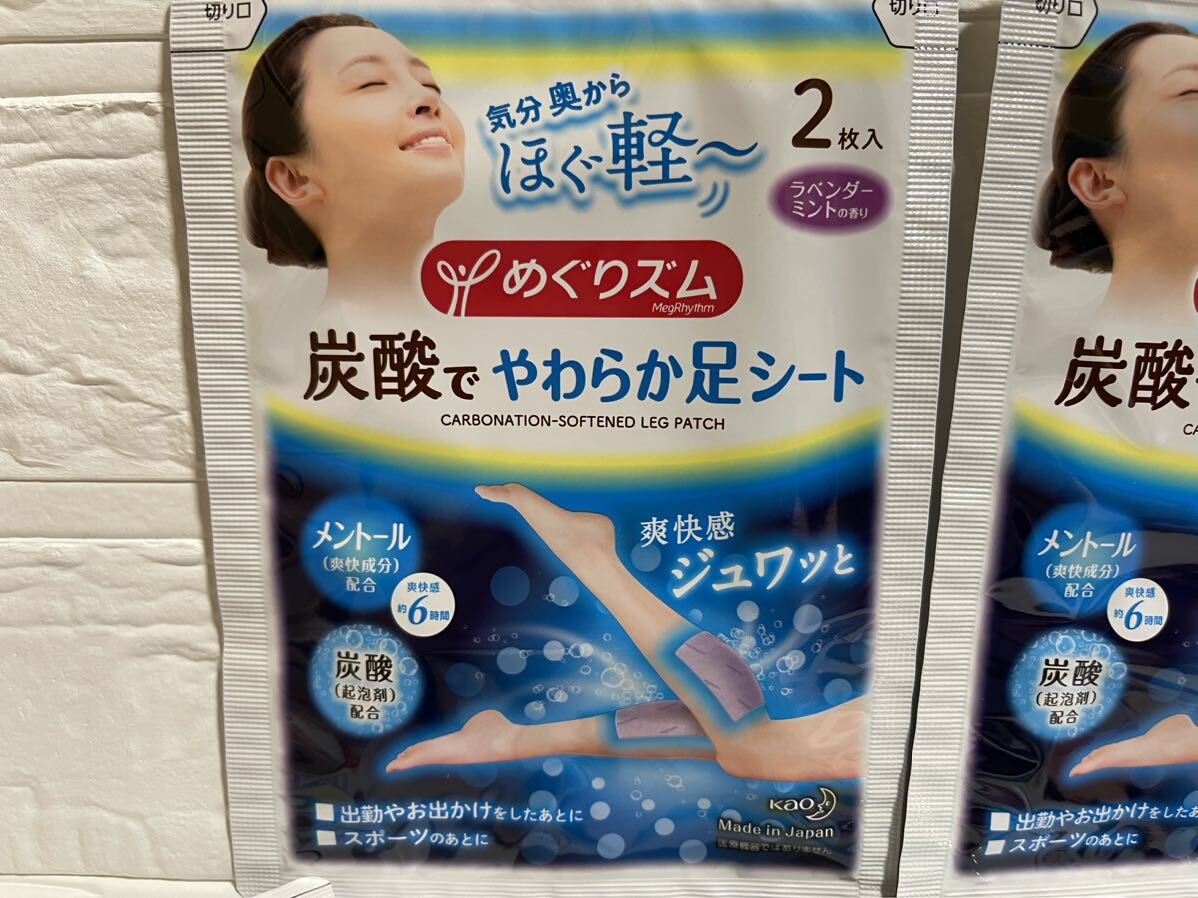 切り口
気分 奥から
ほぐ軽〜
2枚入
ラベンダー
ミントの香り
めぐりズム
MegRhythm
炭酸で やわらか足シート
CARBONATION-SOFTENED LEG PATCH
爽快感
ジュワッと
メントール
(爽快成分)
配合
爽快感
約6時間
炭酸
(起泡剤)
配合
■ 出勤やお出かけをしたあとに
■ スポーツのあとに
Kao
Made in Japan
医療機器ではありません
切り口
切り口
炭酸
CA
メントール
(爽快成分)
配合
爽快感
約6時間
炭酸
(起泡剤)
配合
■ 出勤やお出かけをしたあ
■ スポーツのあとに